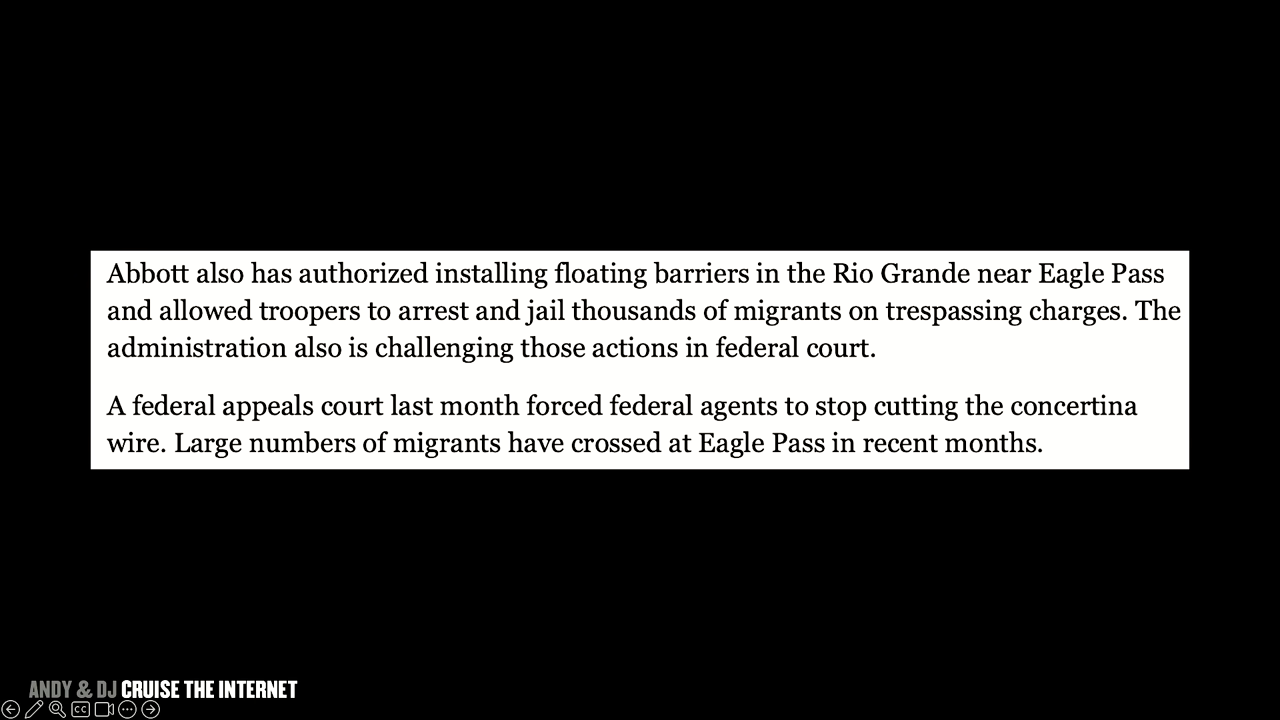 Abbott also has authorized installing floating barriers in the Rio Grande near Eagle Pass
and allowed troopers to arrest and jail thousands of migrants on trespassing charges. The
administration also is challenging those actions in federal court.
A federal appeals court last month forced federal agents to stop cutting the concertina
wire. Large numbers of migrants have crossed at Eagle Pass in recent months.
ANDY & DJ CRUISE THE INTERNET
CC